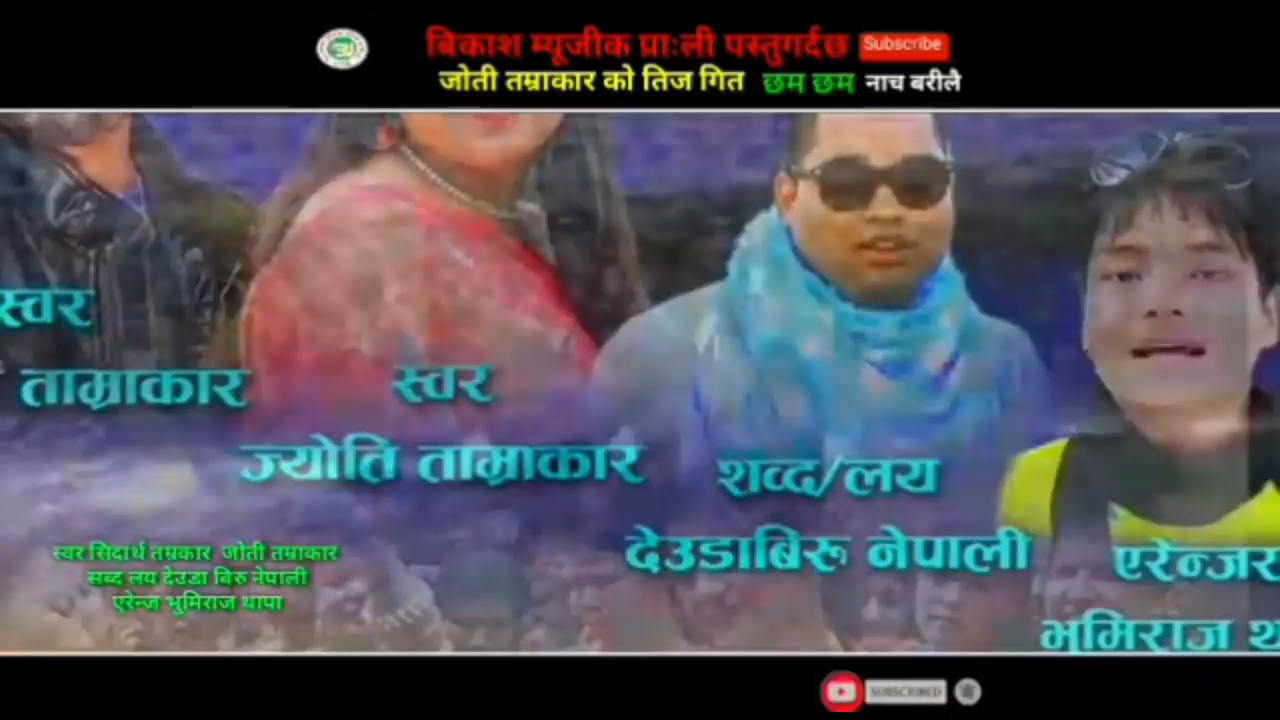 बिकाश म्यूजीक प्राःली पस्तुगर्दछ Subscribe
जोती तम्राकार को तिज गित छम छम नाच बरीलै
स्वर
ताम्राकार
स्वर
ज्योति ताम्राकार
शव्द/लय
देउडाबिरु नेपाली
एरेन्जर
भूमिराज थ
स्वर सिदार्थ तम्रकार जोती तम्राकार
सब्द लय देउडा बिरु नेपाली
एरेन्ज भुमिराज थापा
SUBSCRIBED